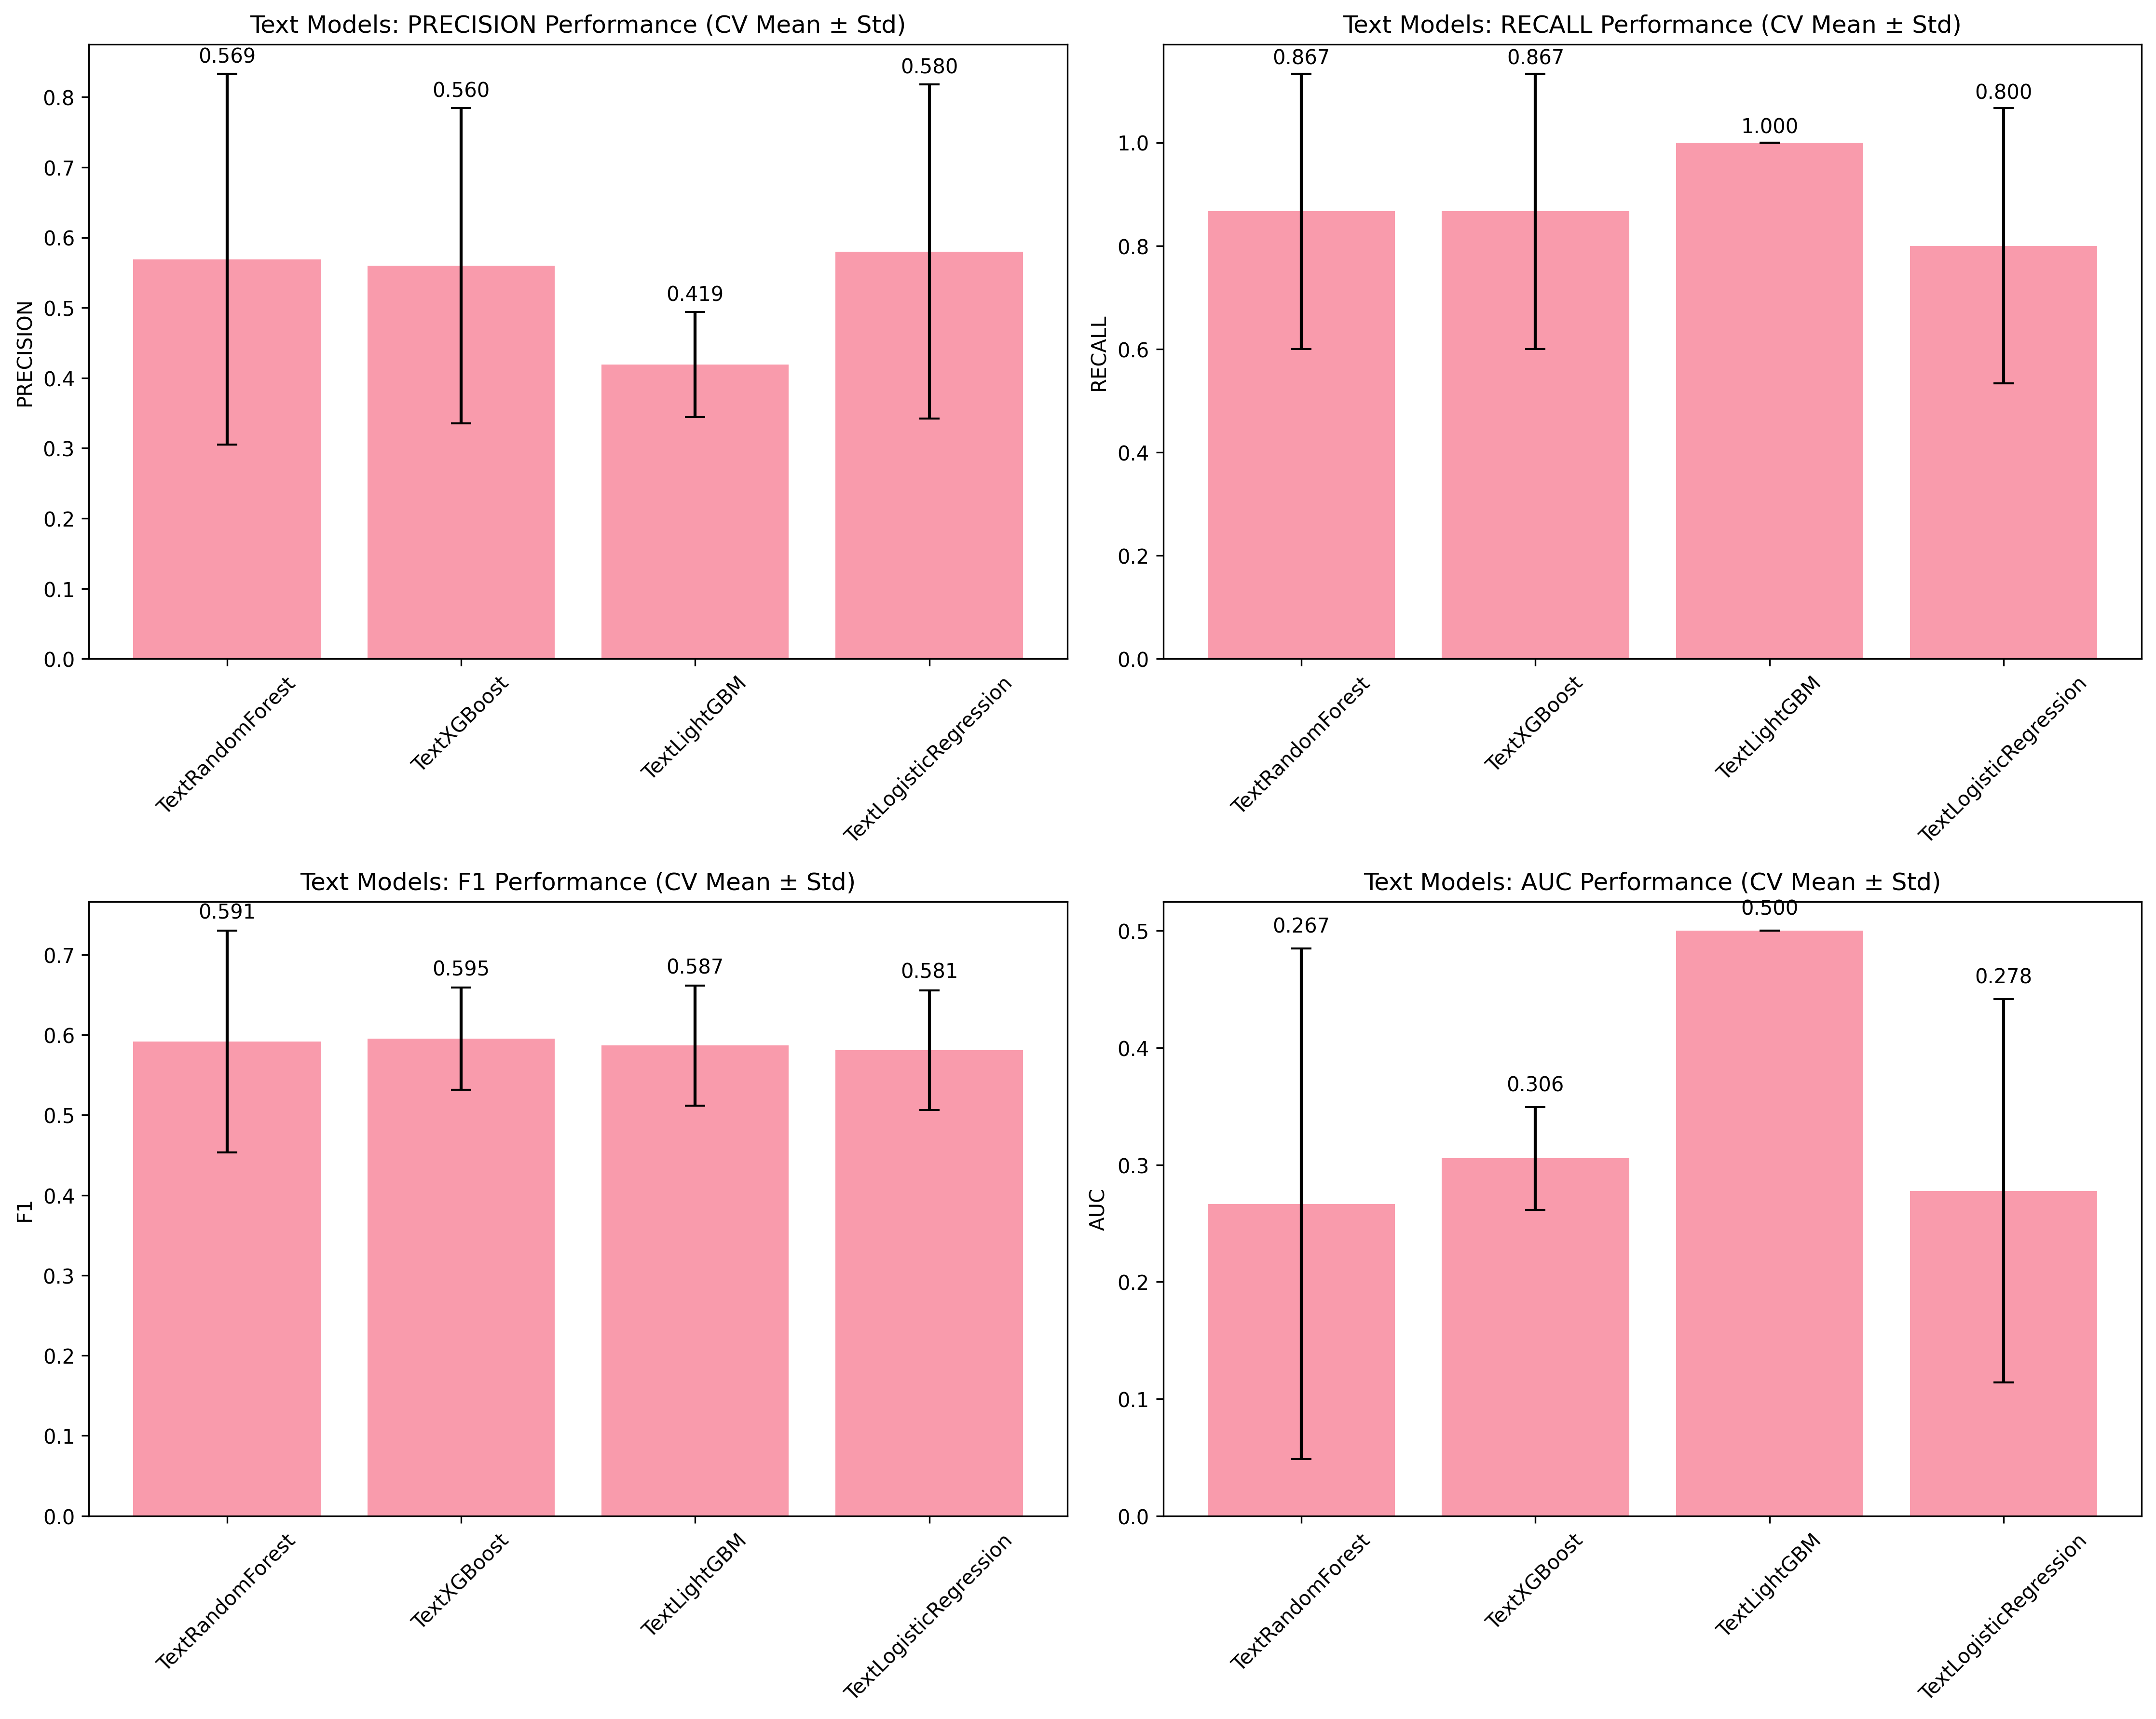 Text Models: PRECISION Performance (CV Mean ± Std)
PRECISION
0.8
0.7
0.6
0.5
0.4
0.3
0.2
0.1
0.0
0.569
0.560
0.419
0.580
TextRandomForest
TextXGBoost
TextLightGBM
TextLogisticRegression
Text Models: RECALL Performance (CV Mean ± Std)
RECALL
1.0
0.8
0.6
0.4
0.2
0.0
0.867
0.867
1.000
0.800
TextRandomForest
TextXGBoost
TextLightGBM
TextLogisticRegression
Text Models: F1 Performance (CV Mean ± Std)
F1
0.7
0.6
0.5
0.4
0.3
0.2
0.1
0.0
0.591
0.595
0.587
0.581
TextRandomForest
TextXGBoost
TextLightGBM
TextLogisticRegression
Text Models: AUC Performance (CV Mean ± Std)
AUC
0.5
0.4
0.3
0.2
0.1
0.0
0.267
0.306
0.500
0.278
TextRandomForest
TextXGBoost
TextLightGBM
TextLogisticRegression